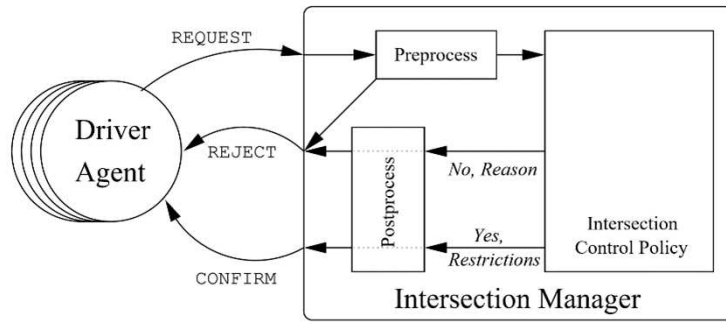 REQUEST
Preprocess
Driver
Agent
REJECT
No, Reason
Postprocess
Yes,
Restrictions
Intersection
Control Policy
CONFIRM
Intersection Manager